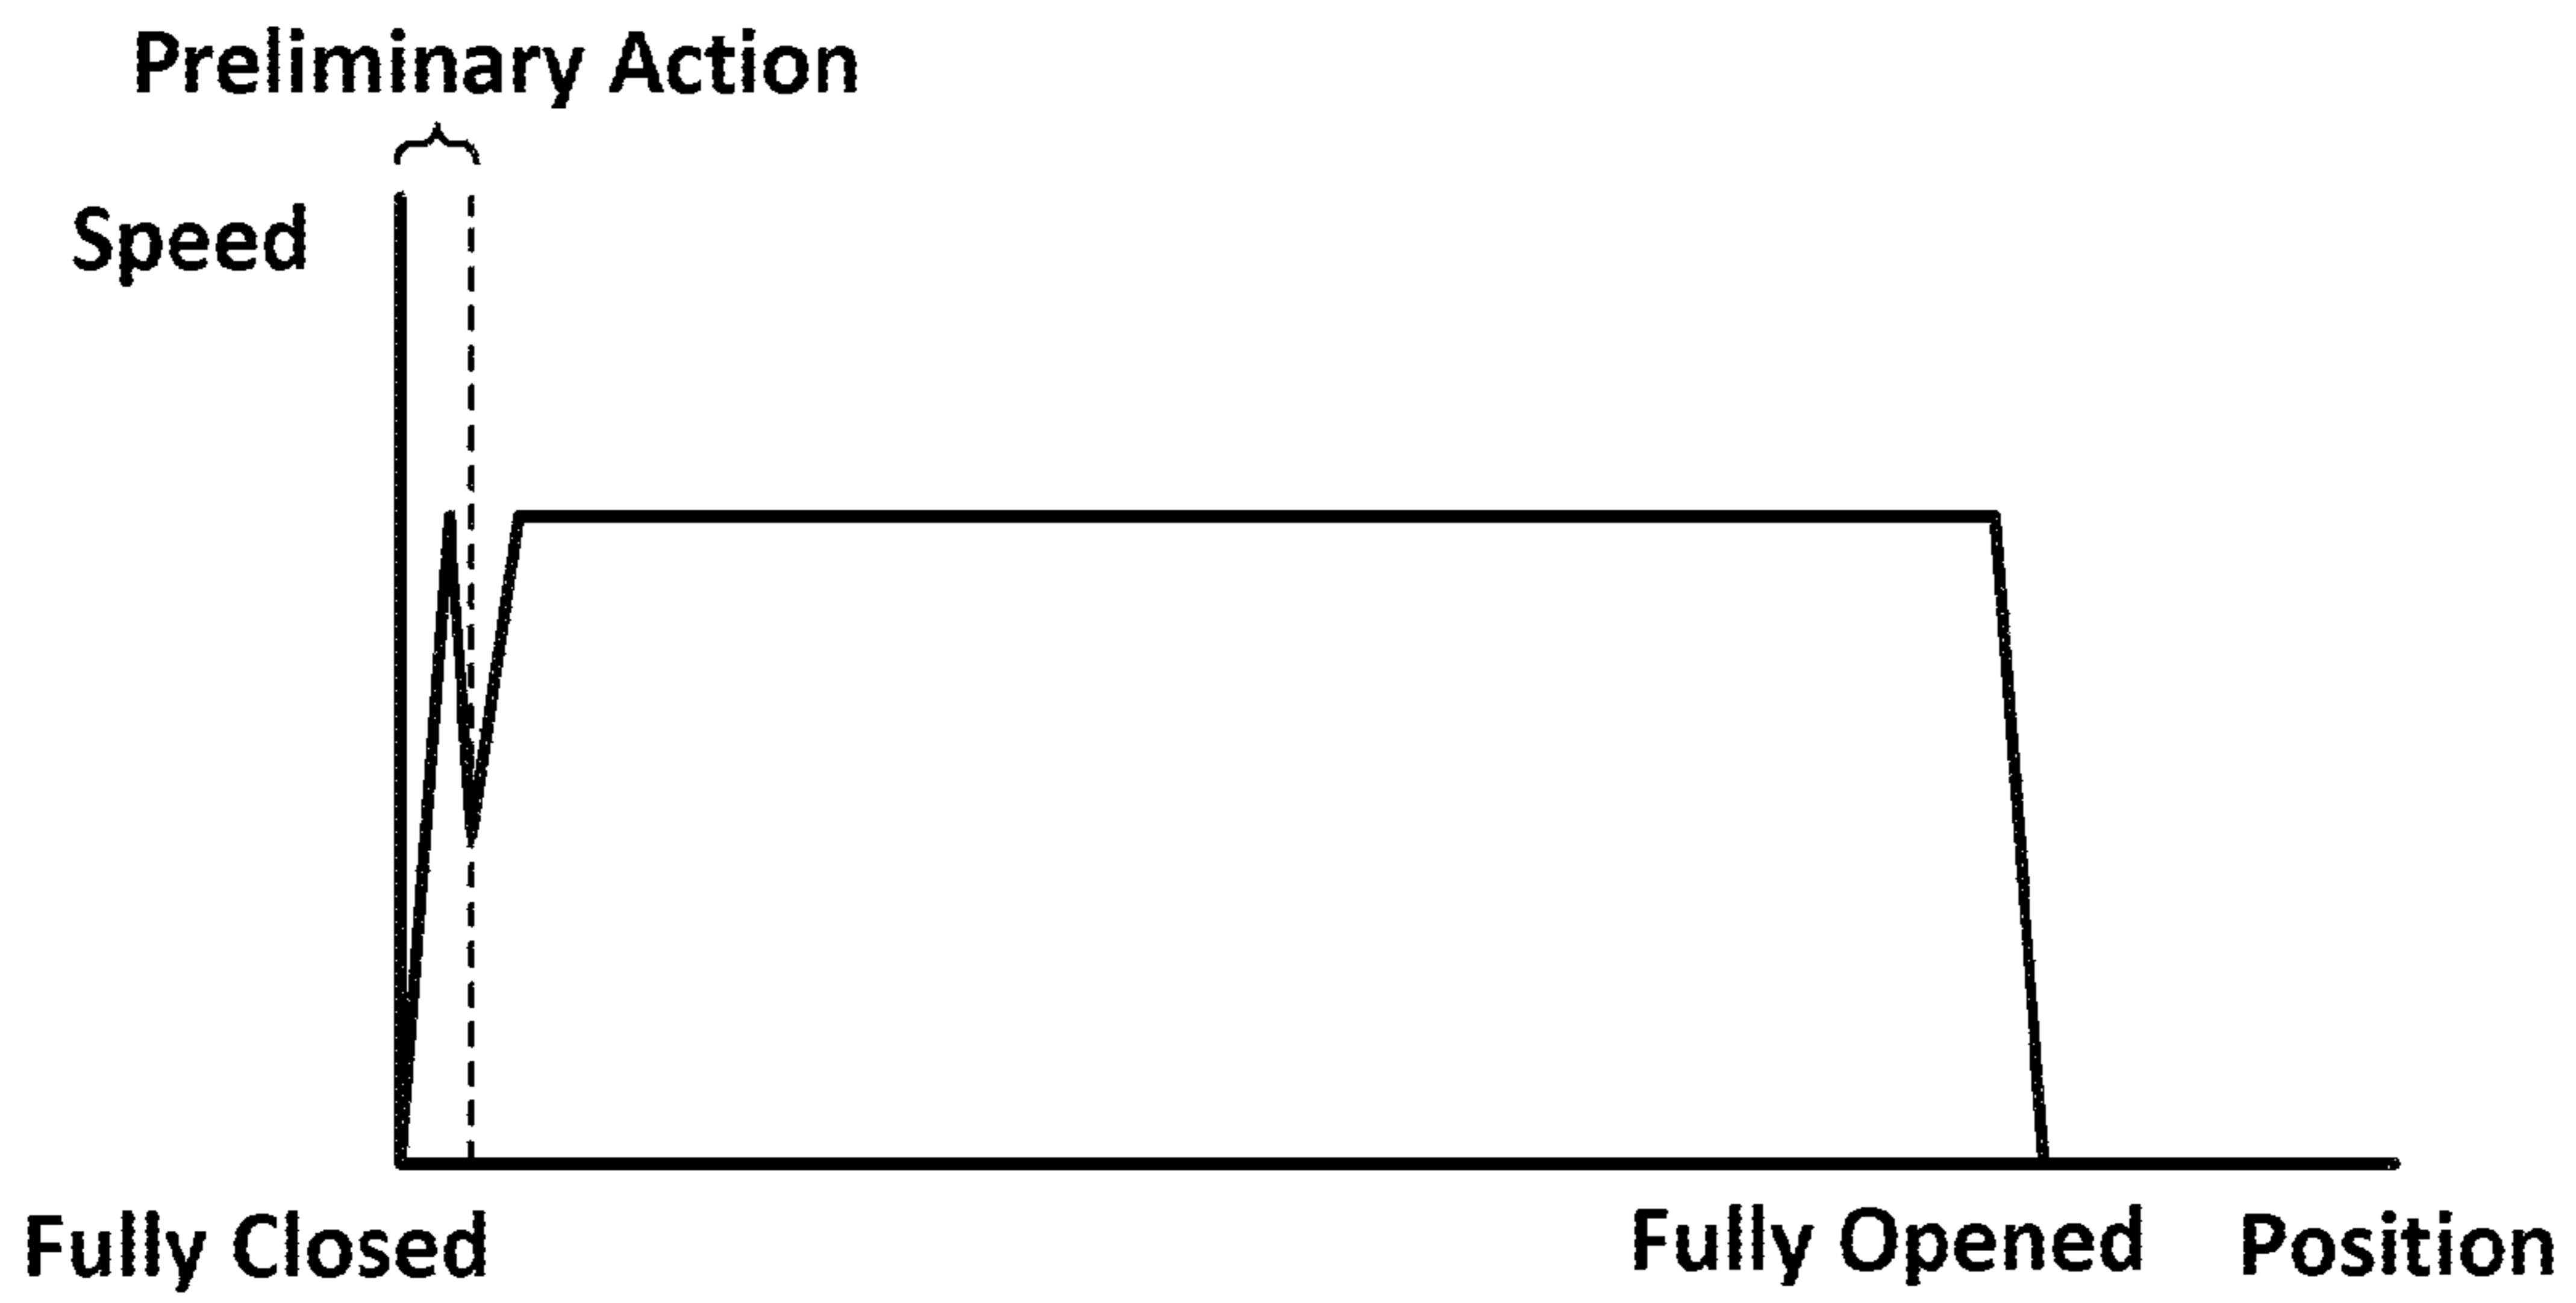 Preliminary Action
Speed
Fully Closed
Fully Opened
Position